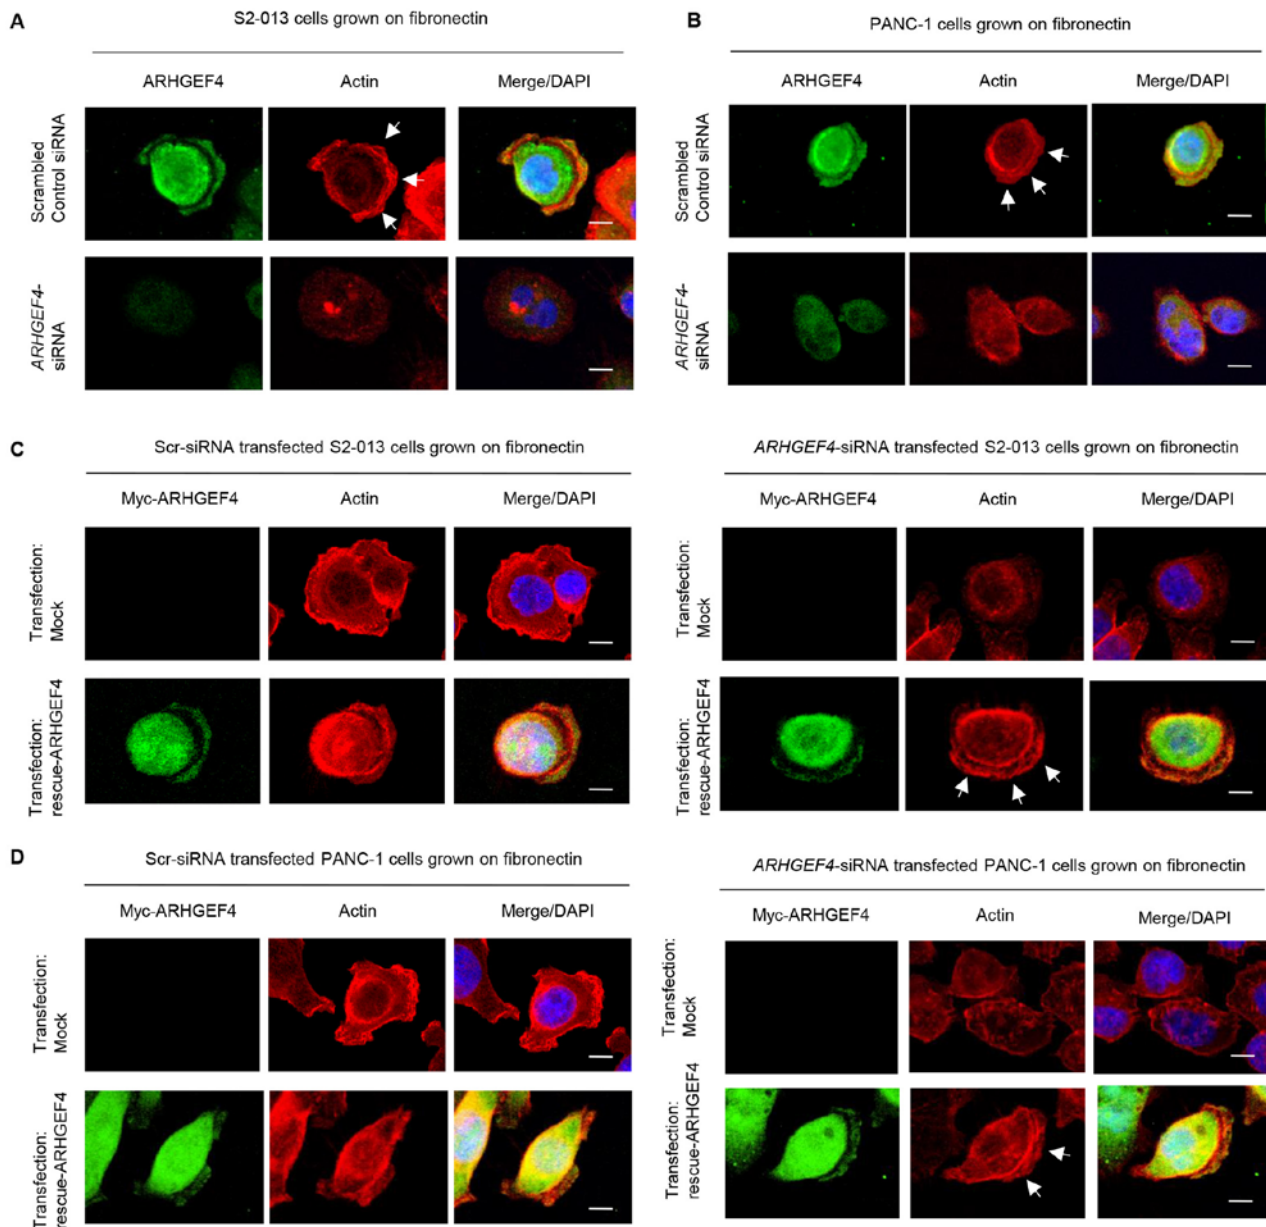 A
S2-013 cells grown on fibronectin
ARHGEF4
Actin
Merge/DAPI
Scrambled
Control siRNA
ARHGEF4-
siRNA
B
PANC-1 cells grown on fibronectin
ARHGEF4
Actin
Merge/DAPI
Scrambled
Control siRNA
ARHGEF4-
siRNA
C
Scr-siRNA transfected S2-013 cells grown on fibronectin
Myc-ARHGEF4
Actin
Merge/DAPI
Transfection:
Mock
Transfection:
rescue-ARHGEF4
ARHGEF4-siRNA transfected S2-013 cells grown on fibronectin
Myc-ARHGEF4
Actin
Merge/DAPI
Transfection:
Mock
Transfection:
rescue-ARHGEF4
D
Scr-siRNA transfected PANC-1 cells grown on fibronectin
Myc-ARHGEF4
Actin
Merge/DAPI
Transfection:
Mock
Transfection:
rescue-ARHGEF4
ARHGEF4-siRNA transfected PANC-1 cells grown on fibronectin
Myc-ARHGEF4
Actin
Merge/DAPI
Transfection:
Mock
Transfection:
rescue-ARHGEF4